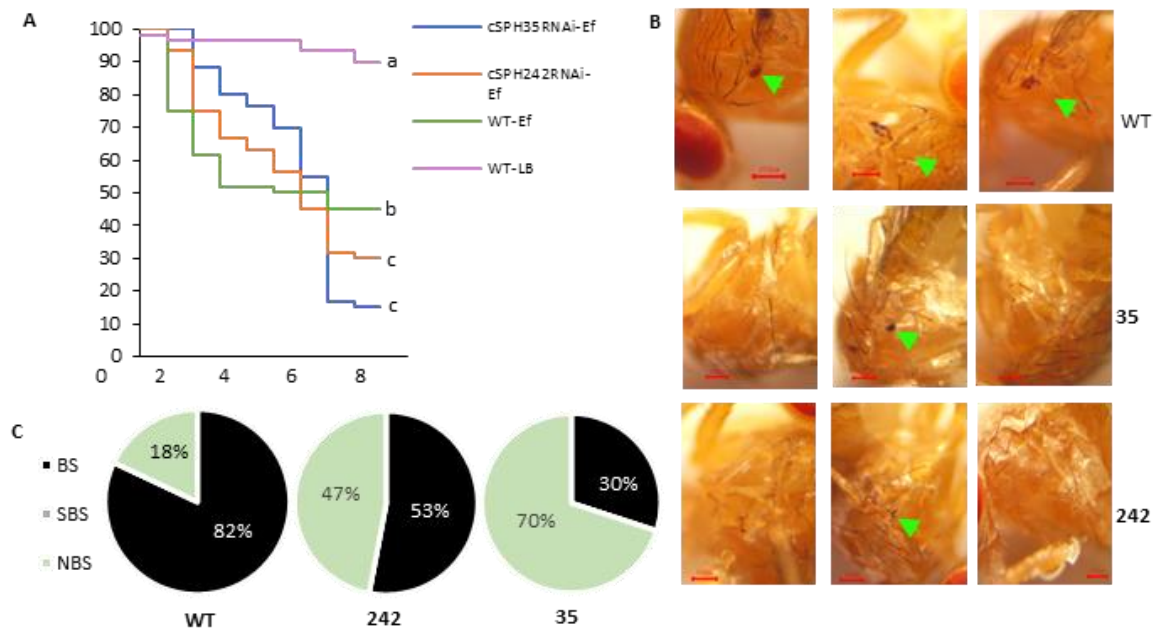 A
100
90
80
70
60
50
40
30
20
10
0
0 2 4 6 8
a
b
c
c
cSPH35RNAi-Ef
cSPH242RNAi-
Ef
WT-Ef
WT-LB
B
WT
35
242
C
BS
SBS
NBS
18%
82%
WT
47%
53%
242
30%
70%
35